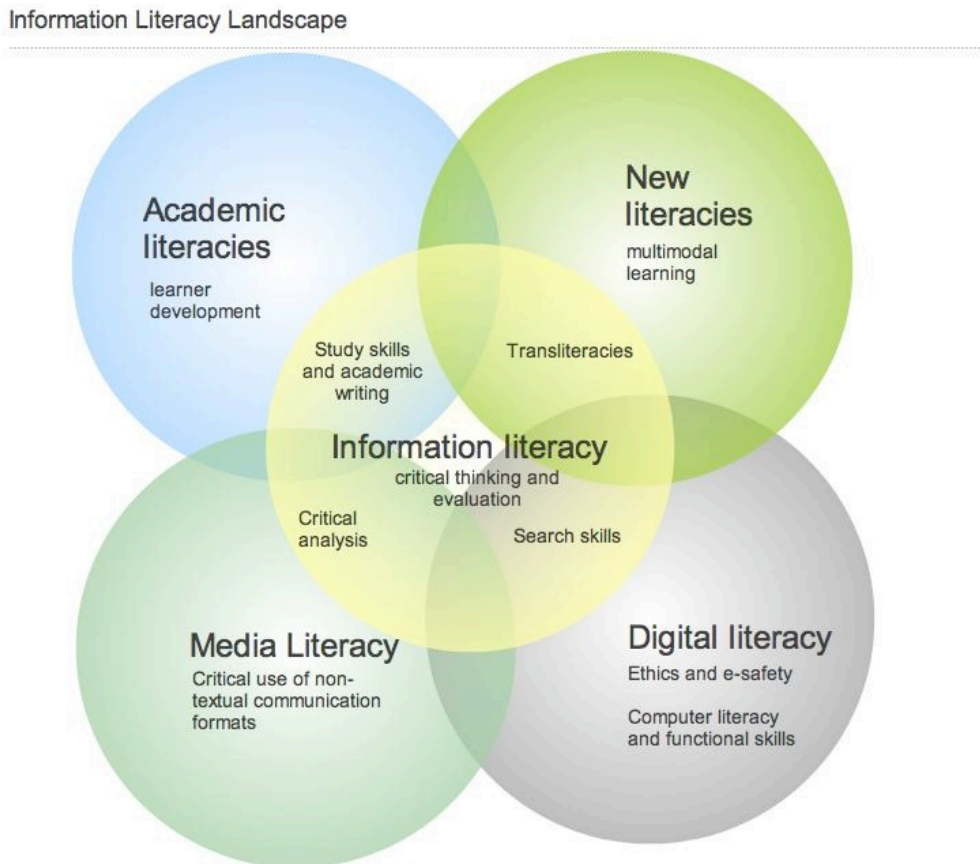 Information Literacy Landscape
Academic
literacies
learner
development
New
literacies
multimodal
learning
Study skills
and academic
writing
Transliteracies
Information literacy
critical thinking and
evaluation
Critical
analysis
Search skills
Media Literacy
Critical use of non-
textual communication
formats
Digital literacy
Ethics and e-safety
Computer literacy
and functional skills